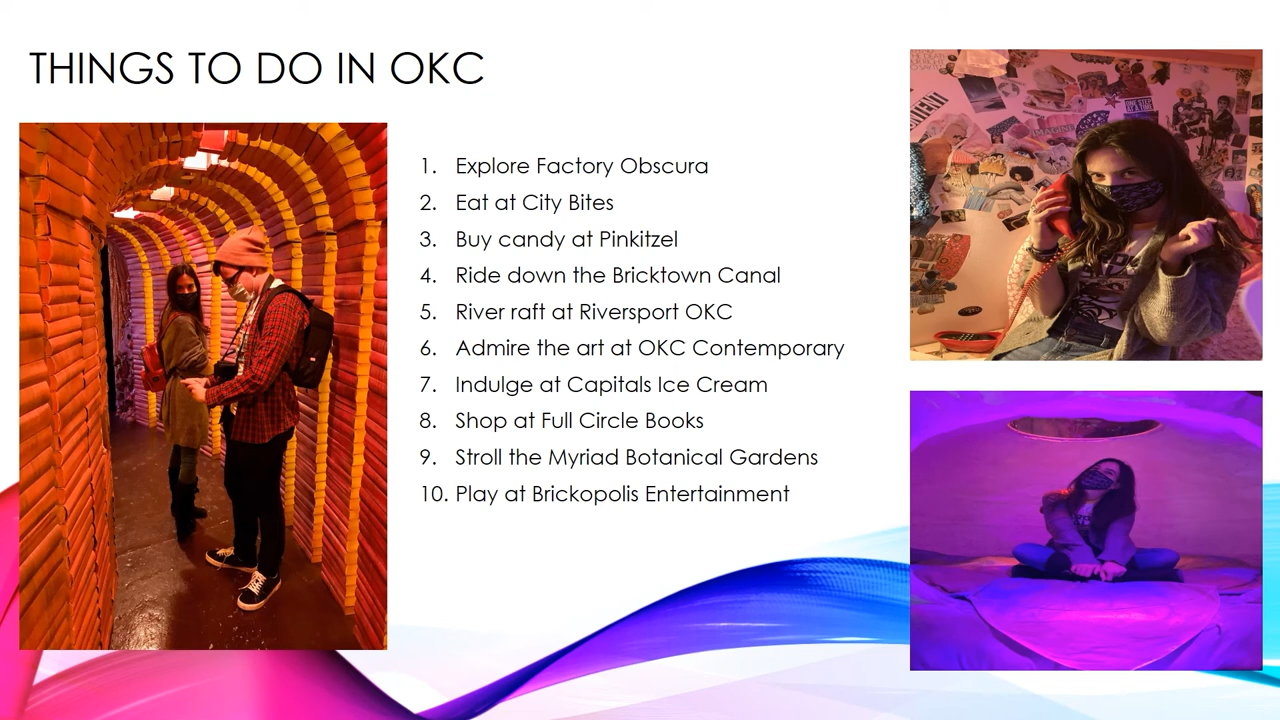 THINGS TO DO IN OKC
1. Explore Factory Obscura
2. Eat at City Bites
3. Buy candy at Pinkitzel
4. Ride down the Bricktown Canal
5. River raft at Riversport OKC
6. Admire the art at OKC Contemporary
7. Indulge at Capitals Ice Cream
8. Shop at Full Circle Books
9. Stroll the Myriad Botanical Gardens
10. Play at Brickopolis Entertainment
IMAGINE